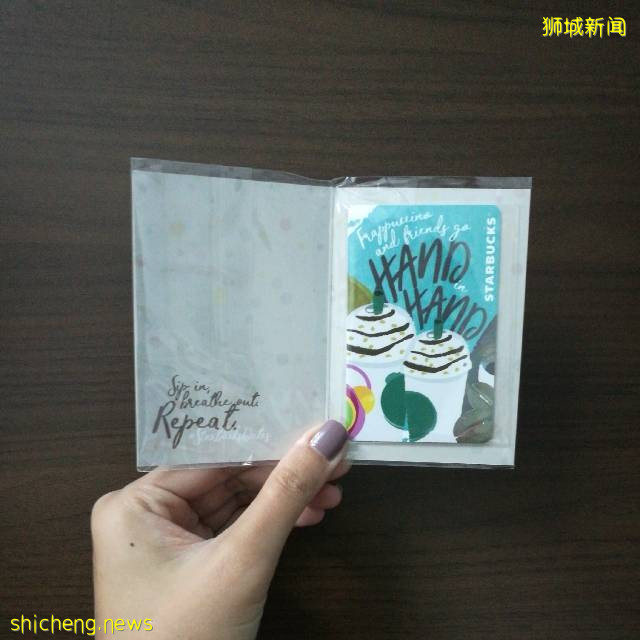 狮城新闻
Frappuccino
and friends go
HAND
in
HAND!
STARBUCKS
Sip in,
breathe out.
Repeat.
shicheng.news